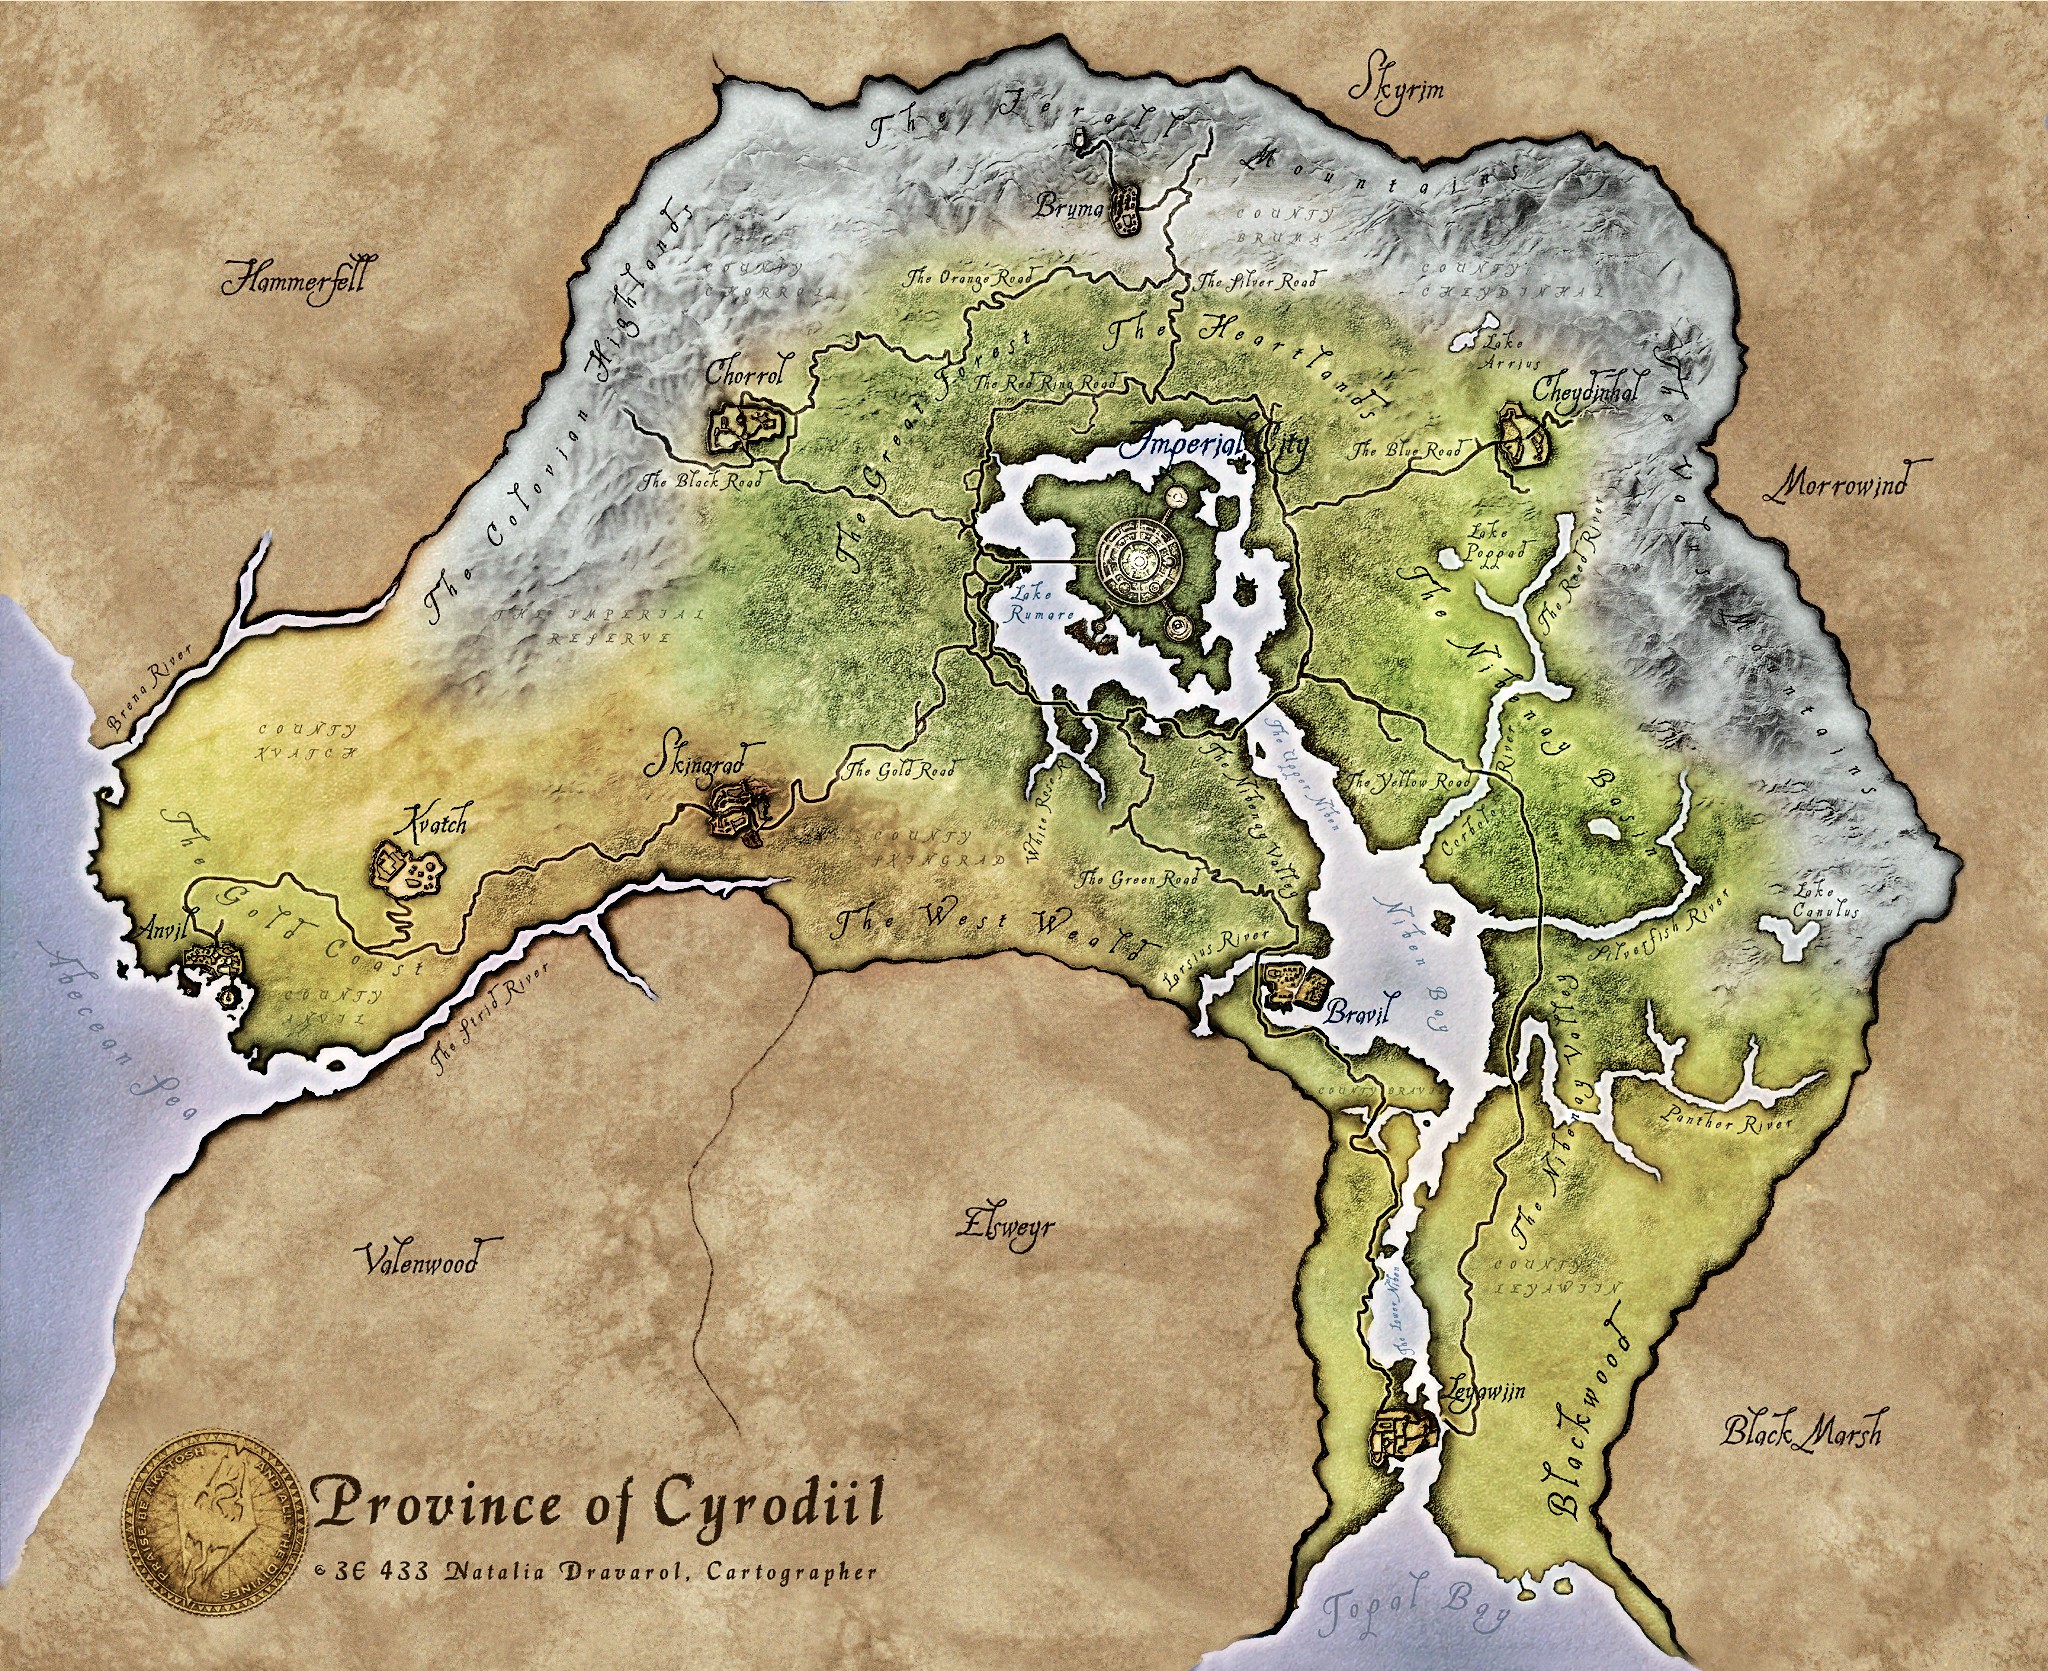 Skyrim
The Jerall
Mountains
Bruma
COUNTY
BRUMA
Hammerfell
The Colovian Highlands
COUNTY
CHORROL
COUNTY
CHEYDINHAL
The Orange Road
The Silver Road
The Heartlands
The Great Forest
The Red Ring Road
Lake
Arrius
Chorrol
Cheydinhal
Imperial City
The Blue Road
The Black Road
Morrowind
The Valus Mountains
Lake
Poppad
The Reed River
Lake
Rumare
THE IMPERIAL
RESERVE
The Nibenay Basin
Brena River
COUNTY
KVATCH
Skingrad
The Gold Road
The Upper Niben
The Yellow Road
Corbolo River
The Nibenay Valley
White Rose R
Kvatch
COUNTY
SKINGRAD
The Green Road
The Gold Coast
Anvil
The West Weald
Niben Bay
Lake
Canulus
Silverfish River
Larsius River
The Strid River
COUNTY
ANVIL
Abecean Sea
Bravil
COUNTY BRAVI
Panther River
The Nibenay Valley
Valenwood
Elsweyr
COUNTY
LEYAWIIN
The Lower Niben
Leyawiin
Blackwood
Black Marsh
Topal Bay
PRAISE BE AKATOSH
AND ALL THE DIVINES
Province of Cyrodiil
© 3E 433 Natalia Dravarol, Cartographer